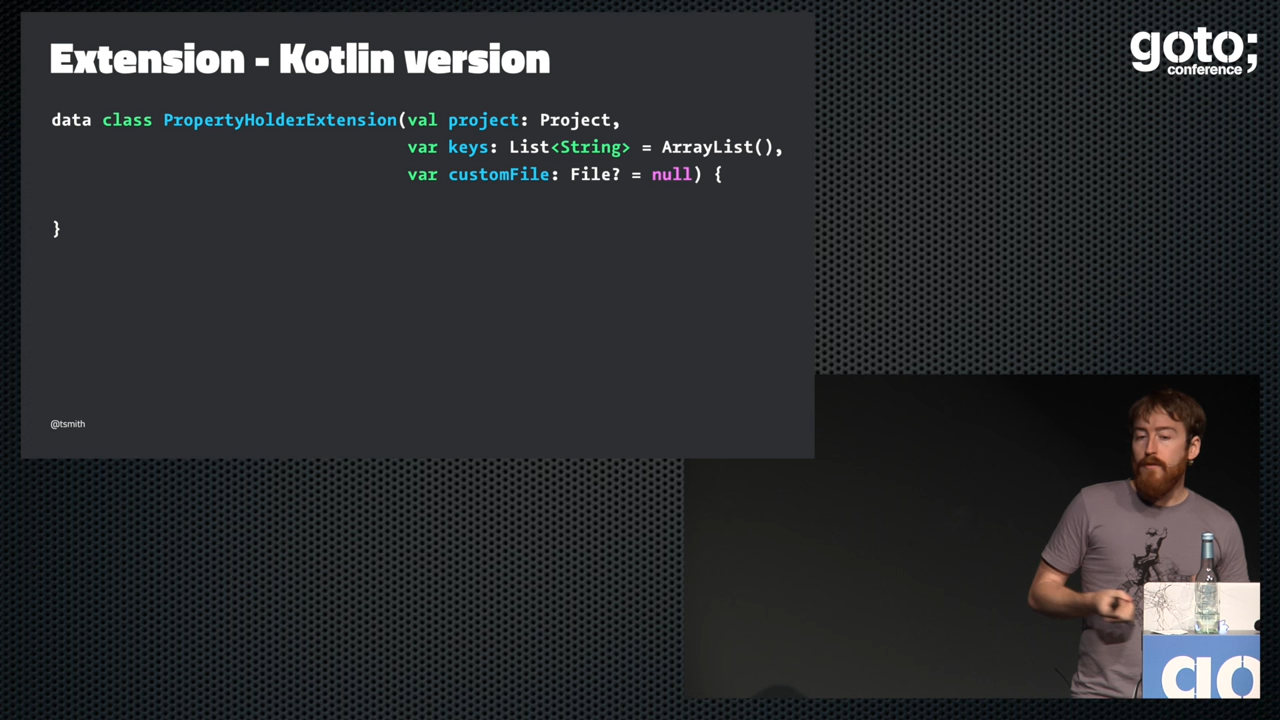 Extension - Kotlin version
data class PropertyHolderExtension(val project: Project,
var keys: List<String> = ArrayList(),
var customFile: File? = null) {
}
@tsmith
goto;
conference